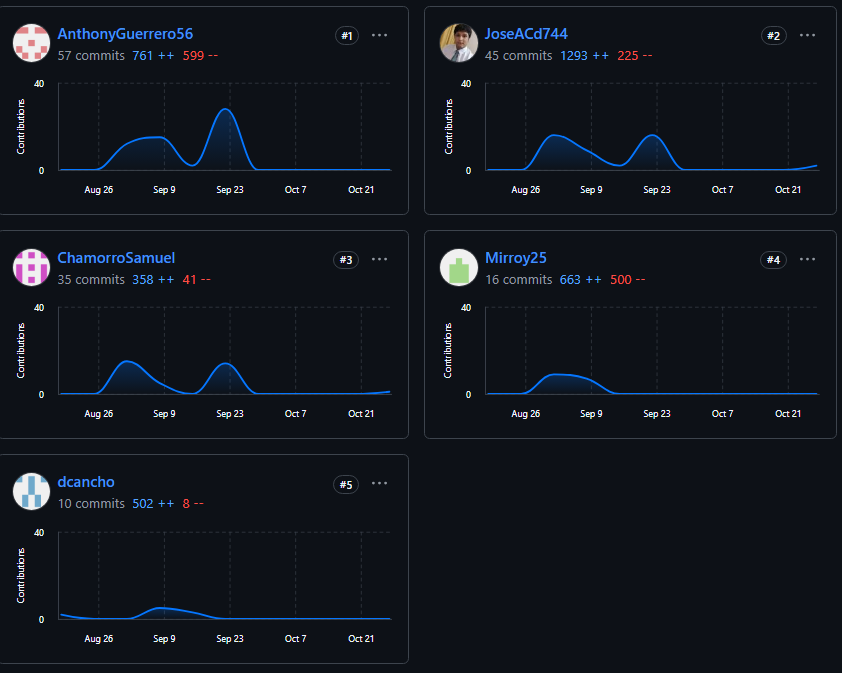 AnthonyGuerrero56
#1
57 commits 761 ++ 599 --
Contributions
40
0
Aug 26 Sep 9 Sep 23 Oct 7 Oct 21
JoseACd744
#2
45 commits 1293 ++ 225 --
Contributions
40
0
Aug 26 Sep 9 Sep 23 Oct 7 Oct 21
ChamorroSamuel
#3
35 commits 358 ++ 41 --
Contributions
40
0
Aug 26 Sep 9 Sep 23 Oct 7 Oct 21
Mirroy25
#4
16 commits 663 ++ 500 --
Contributions
40
0
Aug 26 Sep 9 Sep 23 Oct 7 Oct 21
dcancho
#5
10 commits 502 ++ 8 --
Contributions
40
0
Aug 26 Sep 9 Sep 23 Oct 7 Oct 21